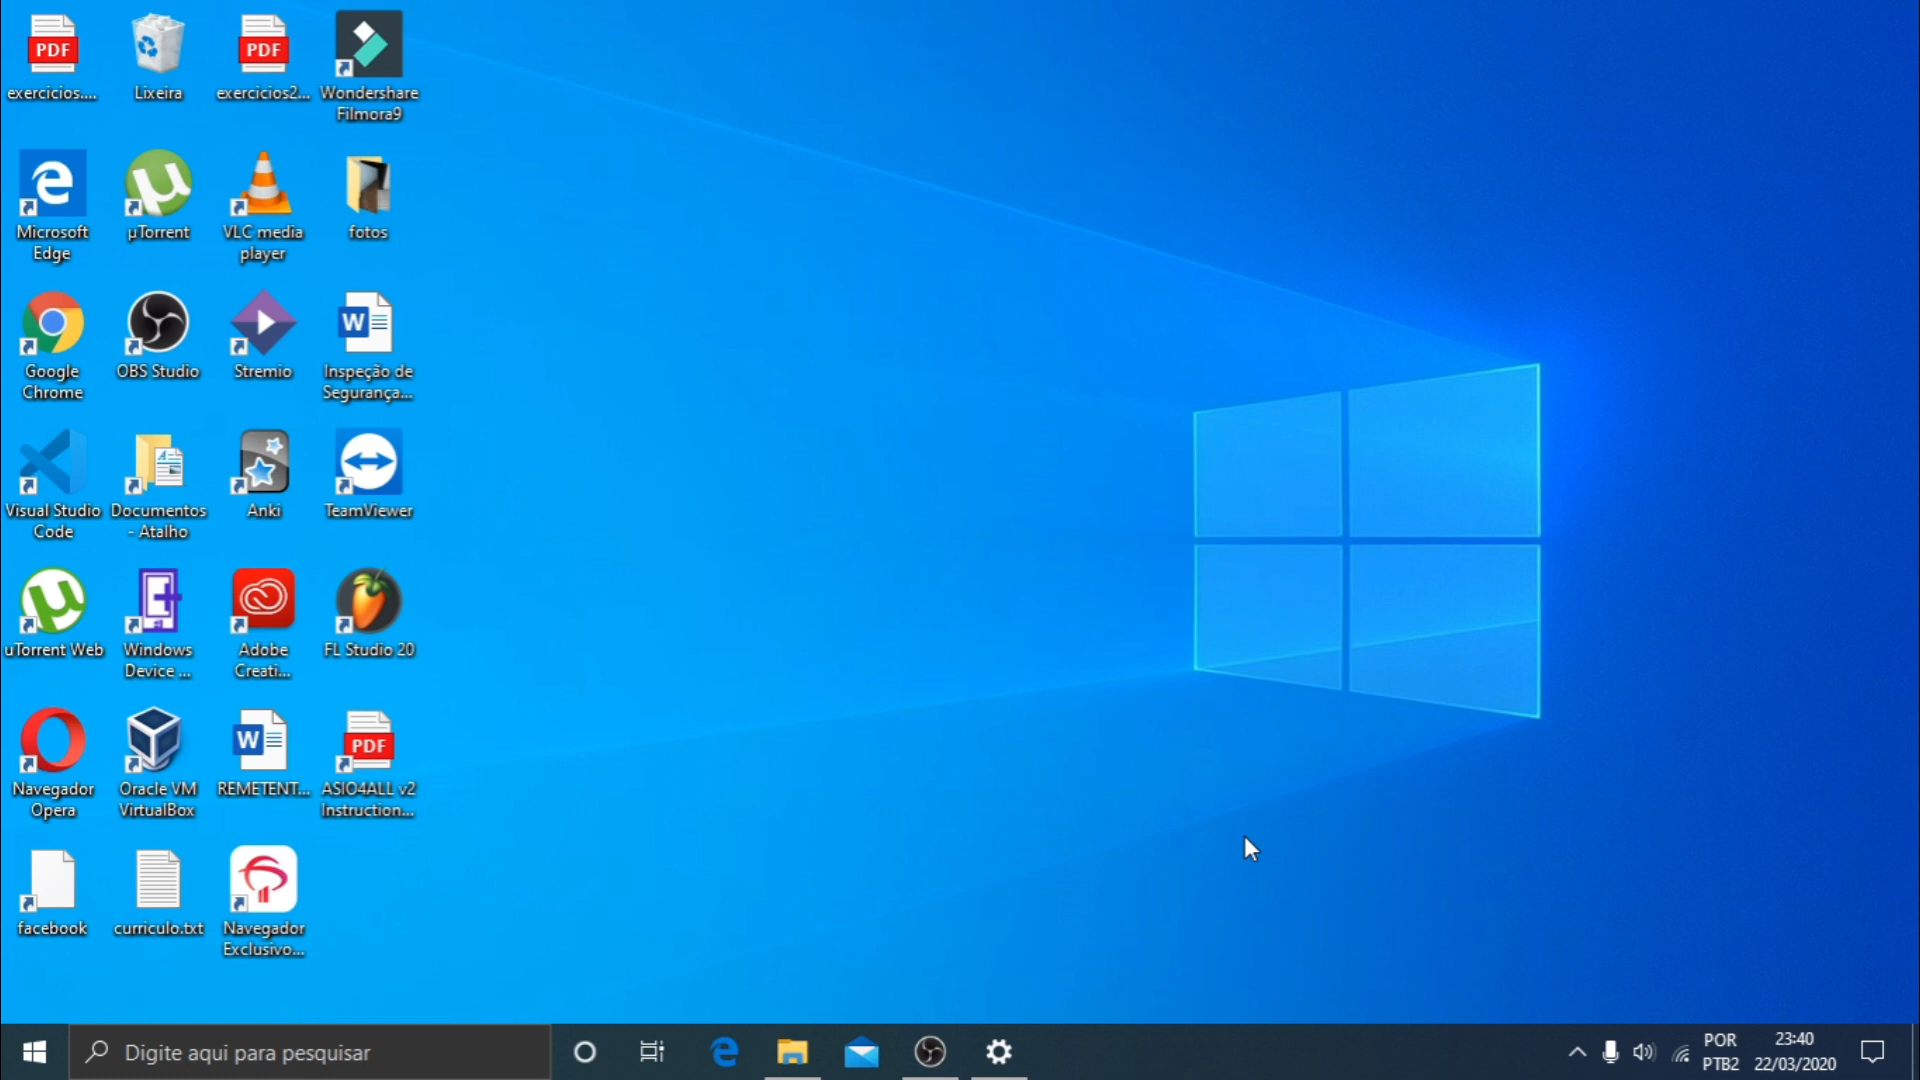 PDF
exercicios....
Lixeira
PDF
exercicios2...
Wondershare
Filmora9
Microsoft
Edge
µTorrent
VLC media
player
fotos
Google
Chrome
OBS Studio
Stremio
W
Inspeção de
Segurança...
Visual Studio
Code
Documentos
- Atalho
Anki
TeamViewer
uTorrent Web
Windows
Device ...
Adobe
Creati...
FL Studio 20
Navegador
Opera
Oracle VM
VirtualBox
W
REMETENT...
PDF
ASIO4ALL v2
Instruction...
facebook
curriculo.txt
Navegador
Exclusivo...
Digite aqui para pesquisar
POR
PTB2
23:40
22/03/2020